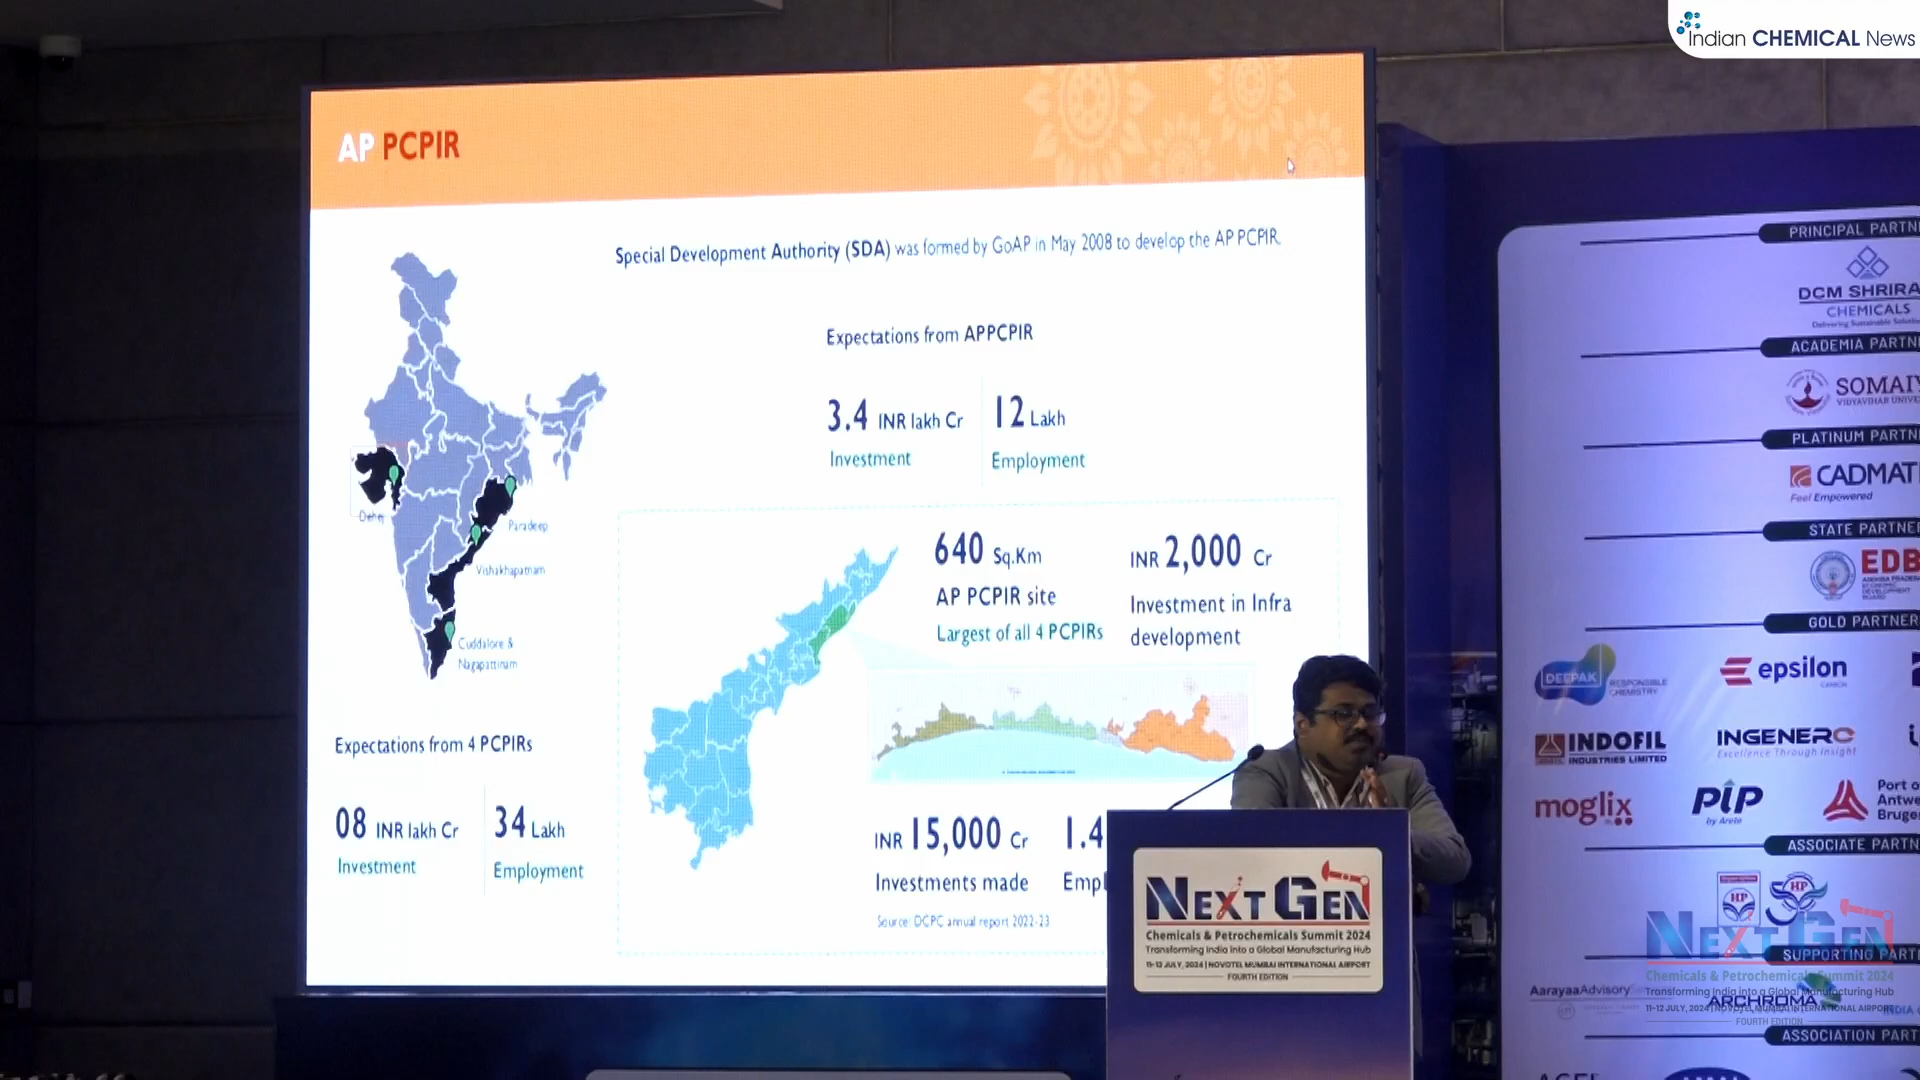 Indian CHEMICAL News
AP PCPIR
Special Development Authority (SDA) was formed by GoAP in May 2008 to develop the AP PCPIR
Expectations from APPCPIR
3.4 INR lakh Cr
Investment
12 Lakh
Employment
Dehej
Paradeep
Vishakhapatnam
Cuddalore &
Nagapattinam
Expectations from 4 PCPIRs
08 INR lakh Cr
Investment
34 Lakh
Employment
640 Sq.Km
AP PCPIR site
Largest of all 4 PCPIRs
INR 2,000 Cr
Investment in Infra
development
INR 15,000 Cr
Investments made
1.4
Empl
Source: DCPC annual report 2022-23
NEXT GEN
Chemicals & Petrochemicals Summit 2024
Transforming India into a Global Manufacturing Hub
11-12 JULY, 2024 | NOVOTEL MUMBAI INTERNATIONAL AIRPORT
FOURTH EDITION
PRINCIPAL PARTN
DCM SHRIRA
CHEMICALS
ACADEMIA PARTN
SOMAIY
VIDYAVIHAR UNIVE
PLATINUM PARTN
CADMATI
Feel Empowered
STATE PARTNER
EDB
GOLD PARTNER
DEEPAK
RESPONSIBLE
CHEMISTRY
epsilon
CARBON
INDOFIL
INDUSTRIES LIMITED
INGENERO
Excellence Through Insight
moglix
PIP
by Arete
Port o
Antwe
Bruge
ASSOCIATE PARTN
HP
HP
NEXT GEN
SUPPORTING PARTN
Chemicals & Petrochemicals Summit 2024
Transforming India into a Global Manufacturing Hub
11-12 JULY, 2024 | NOVOTEL MUMBAI INTERNATIONAL AIRPORT
FOURTH EDITION
AarayaaAdvisory
ARCHROMA
INDIA
ASSOCIATION PART